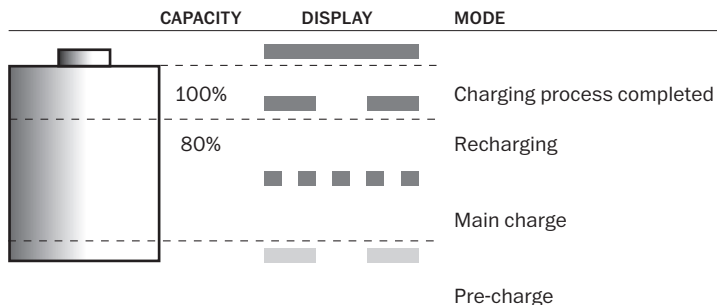 CAPACITY DISPLAY MODE
100% Charging process completed
80% Recharging
Main charge
Pre-charge